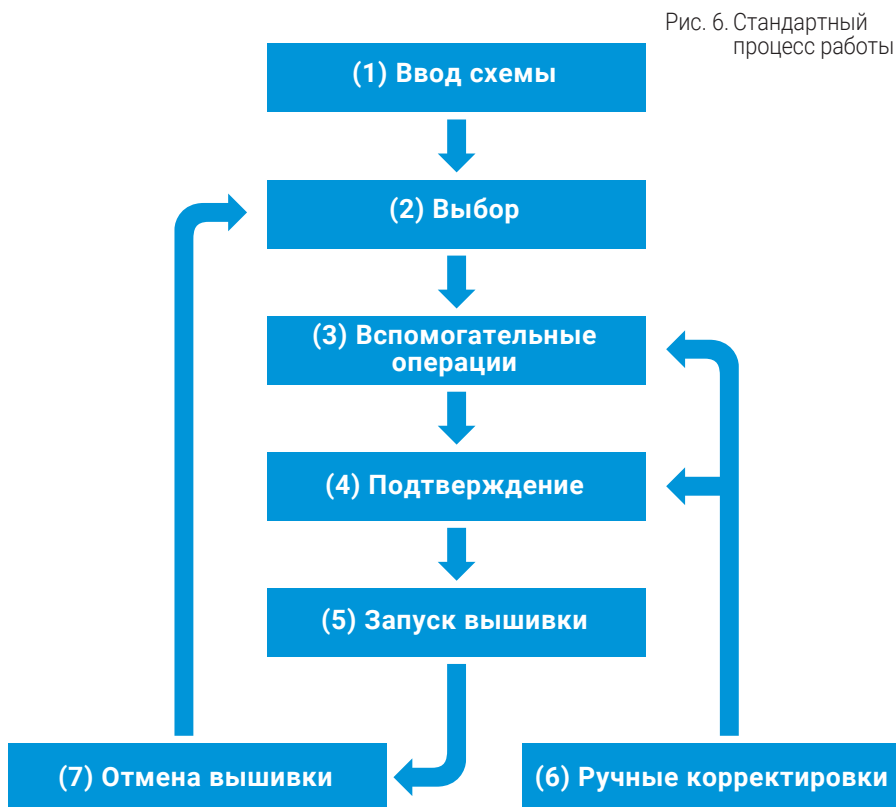 Рис. 6. Стандартный
процесс работы
(1) Ввод схемы
(2) Выбор
(3) Вспомогательные
операции
(4) Подтверждение
(5) Запуск вышивки
(7) Отмена вышивки
(6) Ручные корректировки